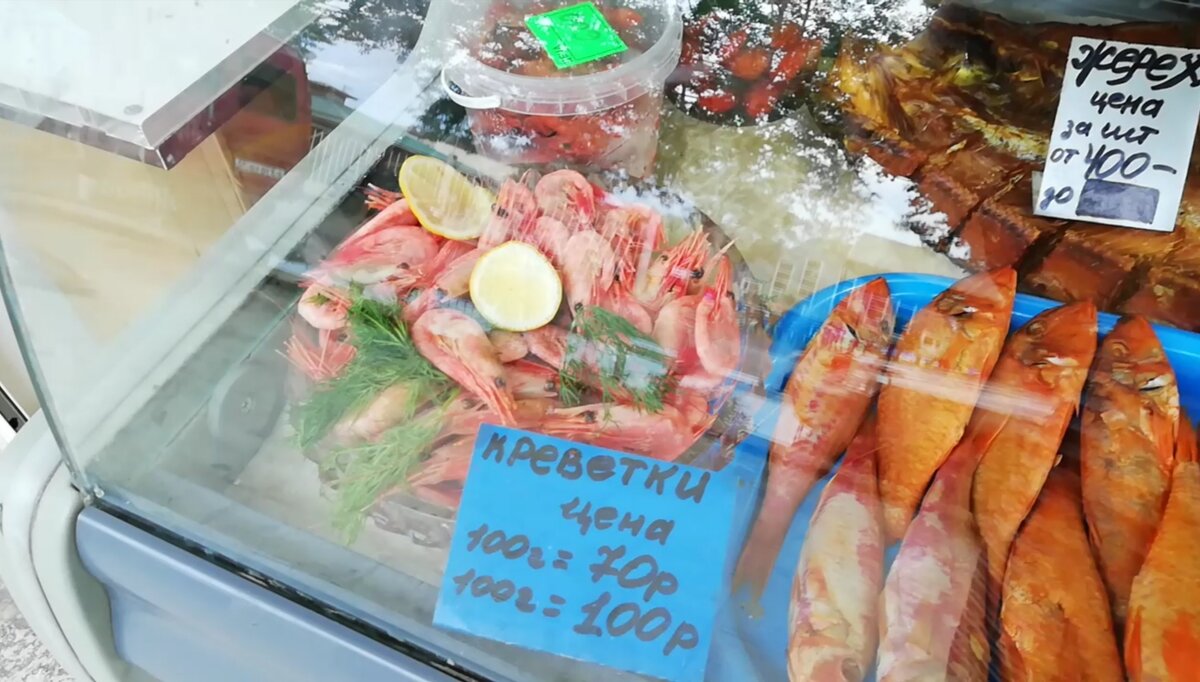 Жерех
цена
за шт
от 400-
до
креветки
цена
100г = 70р
100г = 100р